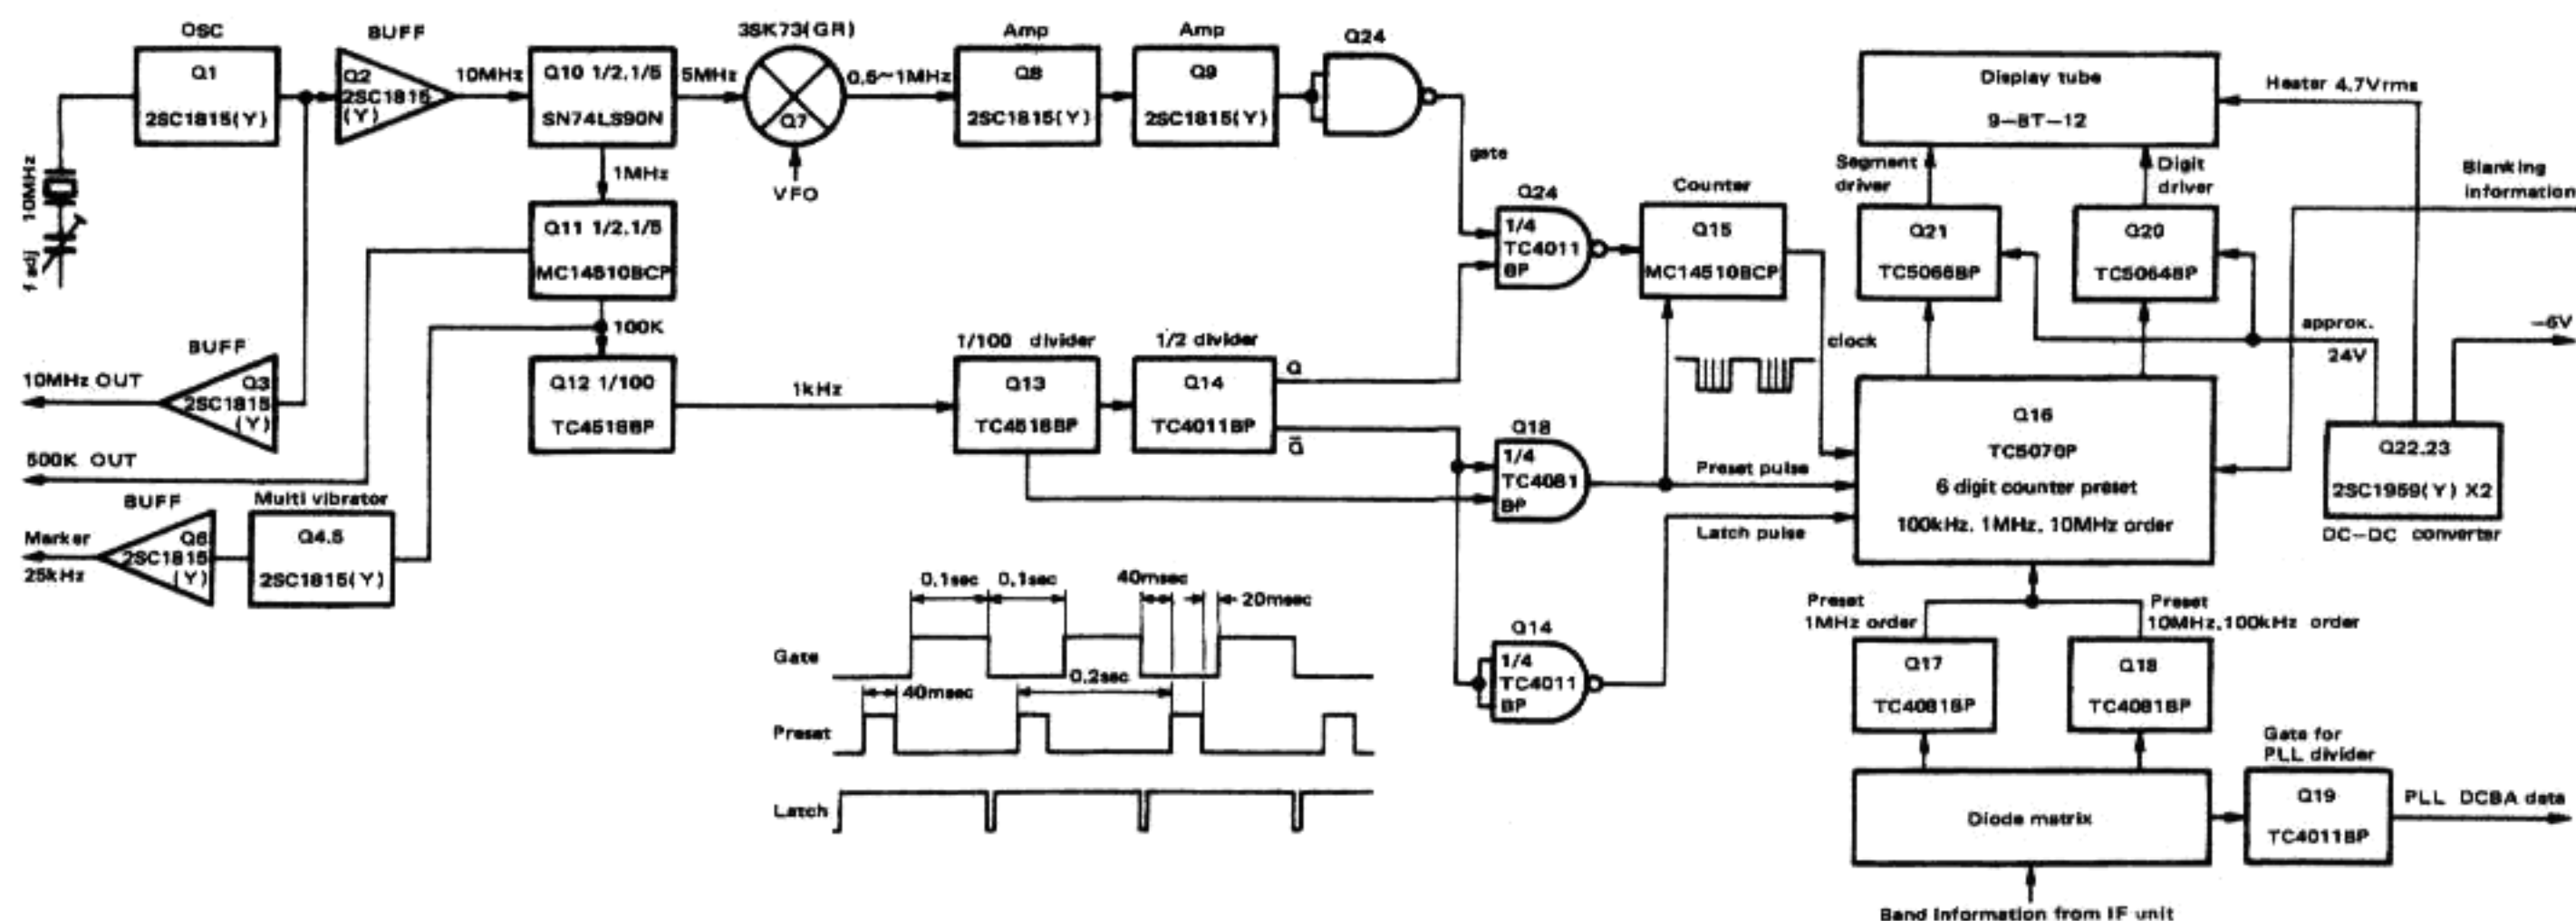 OSC
Q1
2SC1815(Y)
10MHz
f adj
BUFF
Q2
2SC1815
(Y)
10MHz
Q10 1/2.1/5
SN74LS90N
5MHz
3SK73(GR)
Q7
VFO
0.5~1MHz
Amp
Q8
2SC1815(Y)
Amp
Q9
2SC1815(Y)
Q24
gate
1MHz
Q11 1/2.1/5
MC14510BCP
100K
Q12 1/100
TC4518BP
1kHz
BUFF
Q3
2SC1815
(Y)
10MHz OUT
500K OUT
BUFF
Q6
2SC1815
(Y)
Marker
25kHz
Multi vibrator
Q4.5
2SC1815(Y)
1/100 divider
Q13
TC4518BP
1/2 divider
Q14
TC4011BP
Q
Q̅
Q24
1/4
TC4011
BP
Counter
Q15
MC14510BCP
clock
Q18
1/4
TC4081
BP
Preset pulse
Latch pulse
Q14
1/4
TC4011
BP
Display tube
9-BT-12
Heater 4.7Vrms
Segment
driver
Digit
driver
Blanking
information
Q21
TC5066BP
Q20
TC5064BP
approx.
24V
-6V
Q16
TC5070P
6 digit counter preset
100kHz. 1MHz. 10MHz order
Q22.23
2SC1959(Y) X2
DC-DC converter
Preset
1MHz order
Preset
10MHz.100kHz order
Q17
TC4081BP
Q18
TC4081BP
Gate for
PLL divider
Diode matrix
Q19
TC4011BP
PLL DCBA data
Band Information from IF unit
0.1sec
0.1sec
40msec
20msec
Gate
40msec
0.2sec
Preset
Latch